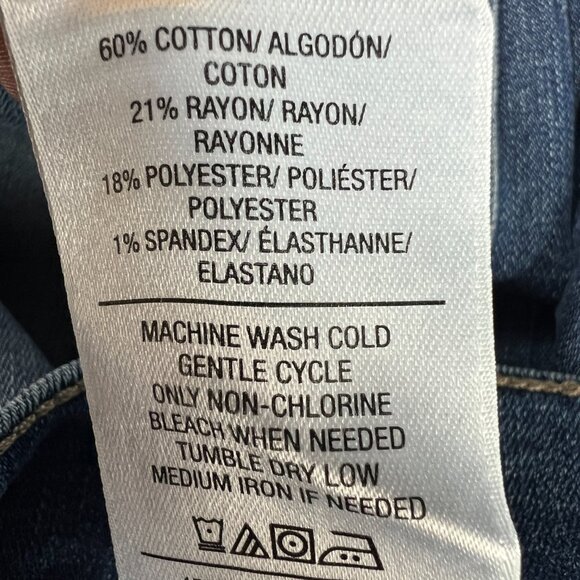 60% COTTON/ ALGODÓN/
COTON
21% RAYON/ RAYON/
RAYONNE
18% POLYESTER/ POLIÉSTER/
POLYESTER
1% SPANDEX/ ÉLASTHANNE/
ELASTANO
MACHINE WASH COLD
GENTLE CYCLE
ONLY NON-CHLORINE
BLEACH WHEN NEEDED
TUMBLE DRY LOW
MEDIUM IRON IF NEEDED